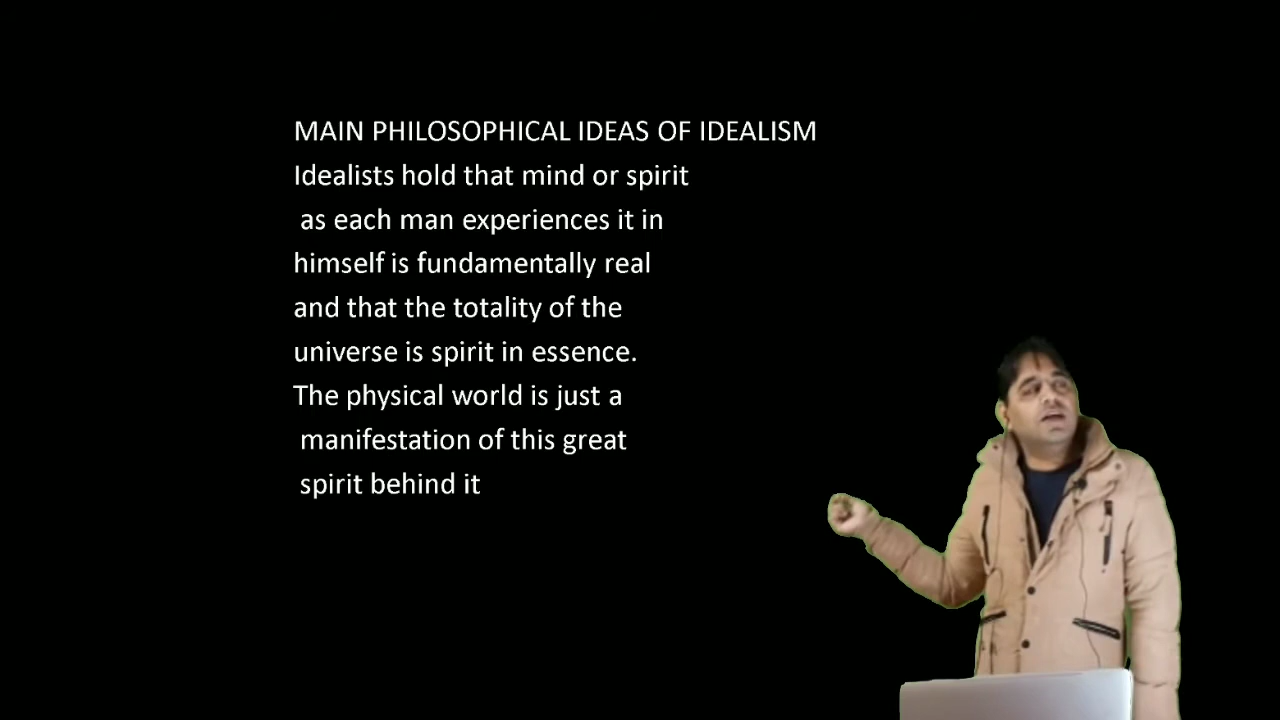 MAIN PHILOSOPHICAL IDEAS OF IDEALISM
Idealists hold that mind or spirit
as each man experiences it in
himself is fundamentally real
and that the totality of the
universe is spirit in essence.
The physical world is just a
manifestation of this great
spirit behind it